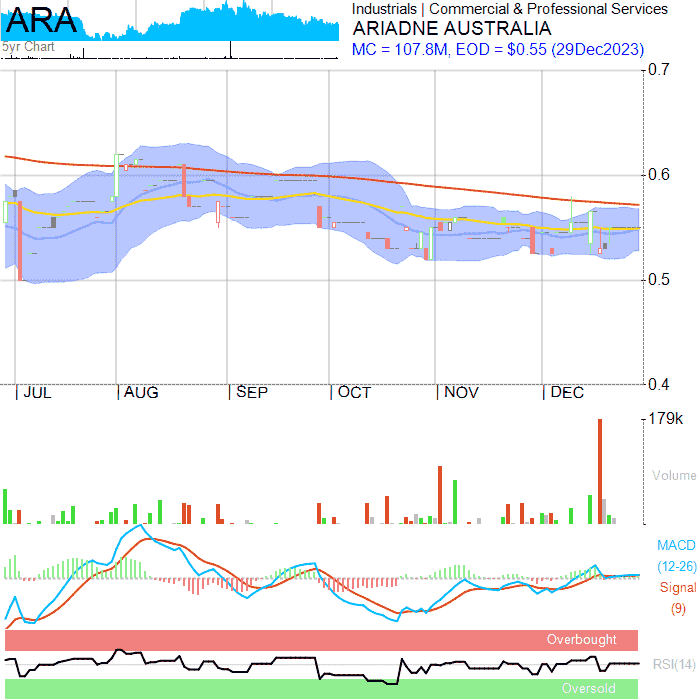 ARA
5yr Chart
Industrials | Commercial & Professional Services
ARIADNE AUSTRALIA
MC = 107.8M, EOD = $0.55 (29Dec2023)
0.7
0.6
0.5
0.4
|JUL |AUG |SEP |OCT |NOV |DEC
179k
Volume
MACD
(12-26)
Signal
(9)
Overbought
RSI(14)
Oversold